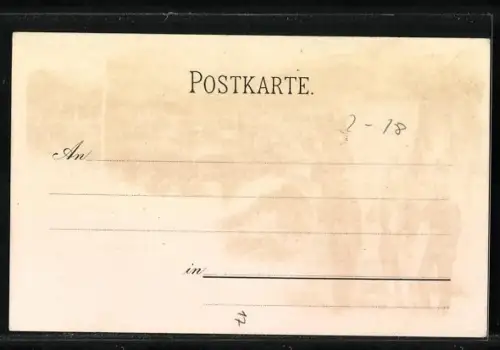 POSTKARTE.
2-18
An
in
17